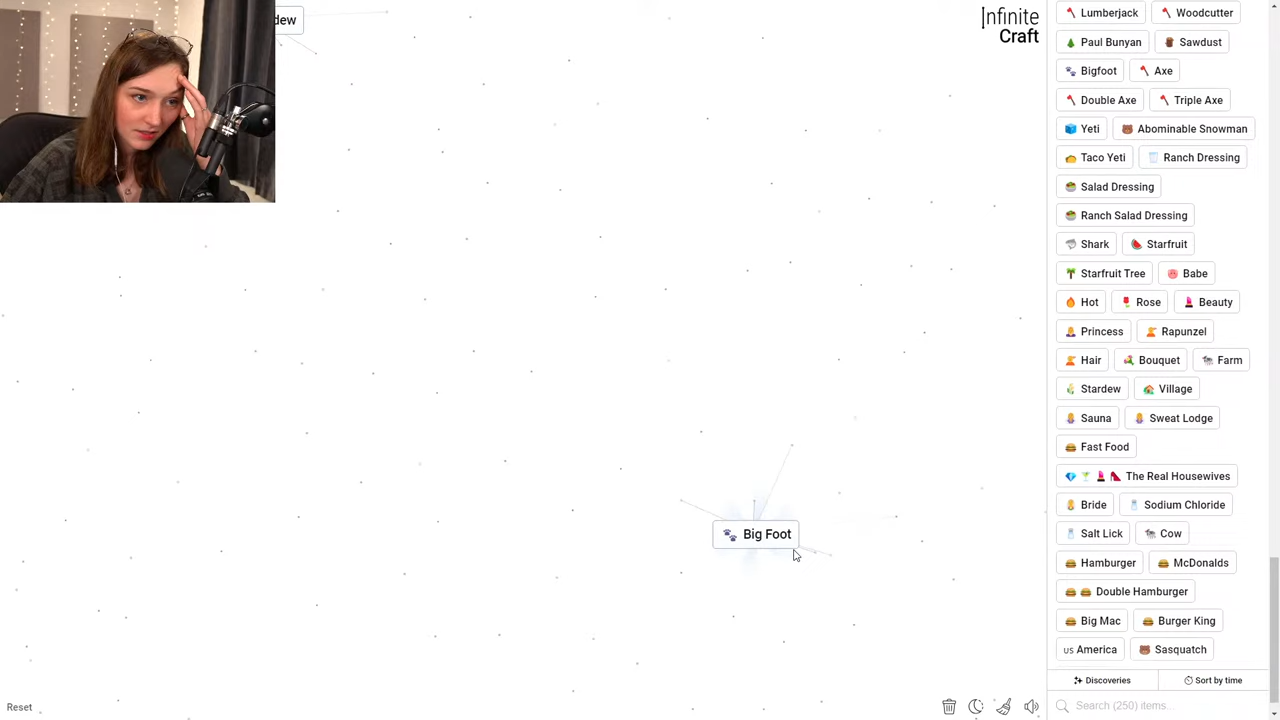 dew
Infinite
Craft
Big Foot
Reset
Lumberjack
Woodcutter
Paul Bunyan
Sawdust
Bigfoot
Axe
Double Axe
Triple Axe
Yeti
Abominable Snowman
Taco Yeti
Ranch Dressing
Salad Dressing
Ranch Salad Dressing
Shark
Starfruit
Starfruit Tree
Babe
Hot
Rose
Beauty
Princess
Rapunzel
Hair
Bouquet
Farm
Stardew
Village
Sauna
Sweat Lodge
Fast Food
The Real Housewives
Bride
Sodium Chloride
Salt Lick
Cow
Hamburger
McDonalds
Double Hamburger
Big Mac
Burger King
US America
Sasquatch
Discoveries
Sort by time
Search (250) items...